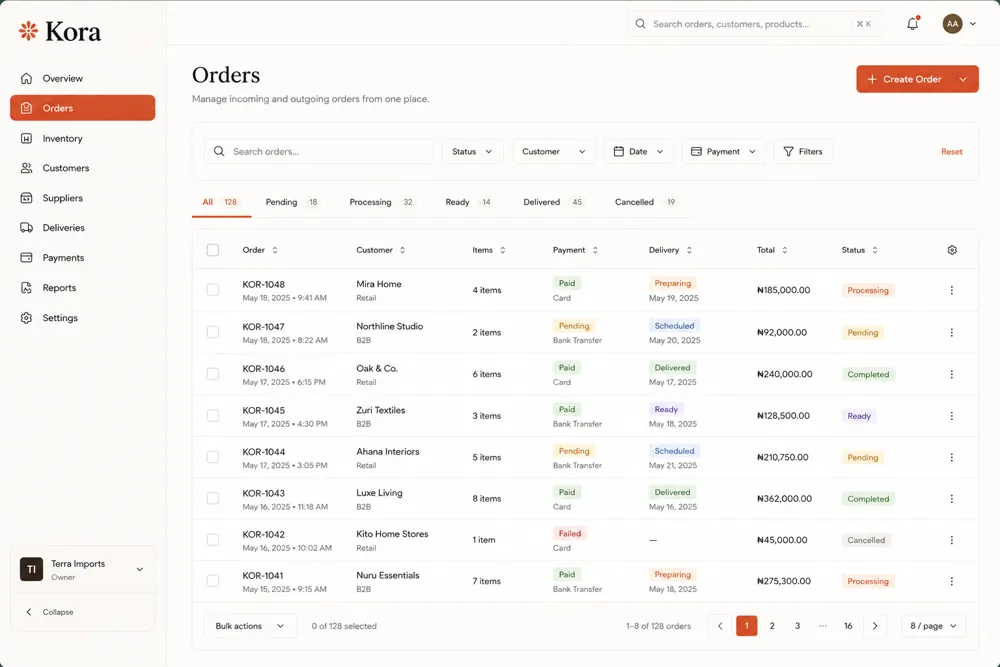 Kora
Search orders, customers, products...
⌘ K
AA
Overview
Orders
Inventory
Customers
Suppliers
Deliveries
Payments
Reports
Settings
TI
Terra Imports
Owner
Collapse
Orders
Manage incoming and outgoing orders from one place.
+ Create Order
Search orders...
Status
Customer
Date
Payment
Filters
Reset
All 128 Pending 18 Processing 32 Ready 14 Delivered 45 Cancelled 19
Order Customer Items Payment Delivery Total Status
KOR-1048 Mira Home 4 items Paid Preparing ₦185,000.00 Processing
May 18, 2025 • 9:41 AM Retail Card May 19, 2025
KOR-1047 Northline Studio 2 items Pending Scheduled ₦92,000.00 Pending
May 18, 2025 • 8:22 AM B2B Bank Transfer May 20, 2025
KOR-1046 Oak & Co. 6 items Paid Delivered ₦240,000.00 Completed
May 17, 2025 • 6:15 PM Retail Card May 17, 2025
KOR-1045 Zuri Textiles 3 items Paid Ready ₦128,500.00 Ready
May 17, 2025 • 4:30 PM B2B Bank Transfer May 18, 2025
KOR-1044 Ahana Interiors 5 items Pending Scheduled ₦210,750.00 Pending
May 17, 2025 • 3:05 PM Retail Bank Transfer May 21, 2025
KOR-1043 Luxe Living 8 items Paid Delivered ₦362,000.00 Completed
May 16, 2025 • 11:18 AM B2B Card May 16, 2025
KOR-1042 Kito Home Stores 1 item Failed — ₦45,000.00 Cancelled
May 16, 2025 • 10:02 AM Retail Card
KOR-1041 Nuru Essentials 7 items Paid Preparing ₦275,300.00 Processing
May 15, 2025 • 9:15 AM B2B Bank Transfer May 18, 2025
Bulk actions 0 of 128 selected 1–8 of 128 orders 1 2 3 ... 16 8 / page